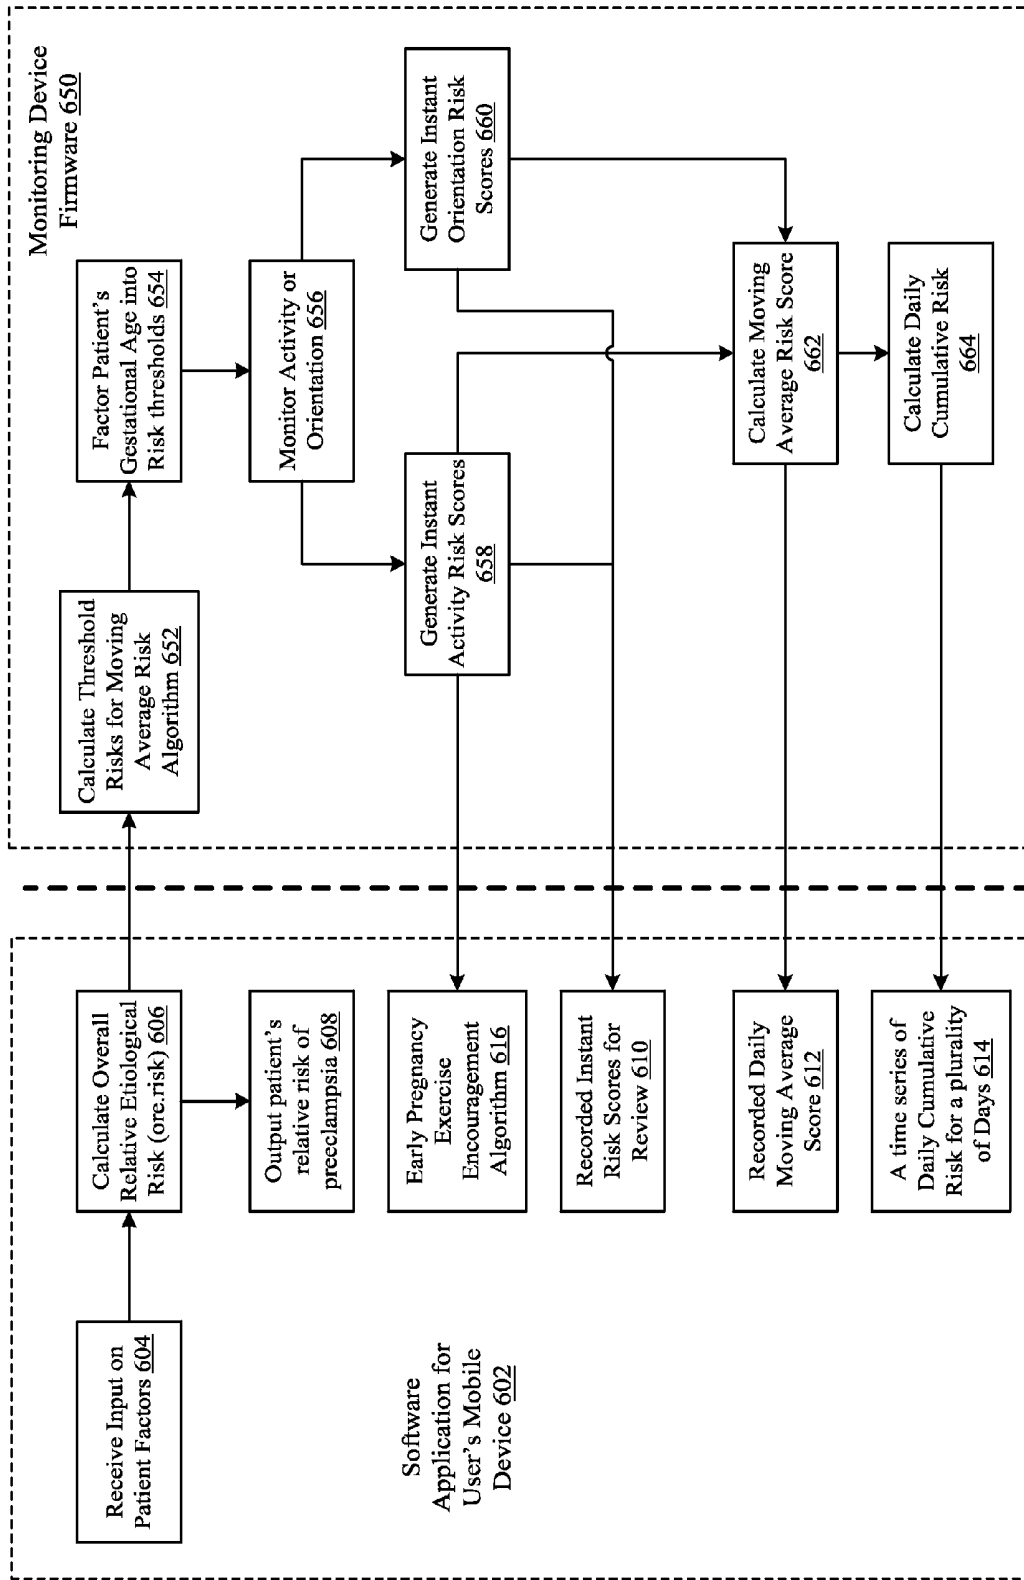 Receive Input on
Patient Factors 604
Calculate Overall
Relative Etiological
Risk (ore.risk) 606
Output patient's
relative risk of
preeclampsia 608
Early Pregnancy
Exercise
Encouragement
Algorithm 616
Recorded Instant
Risk Scores for
Review 610
Recorded Daily
Moving Average
Score 612
A time series of
Daily Cumulative
Risk for a plurality
of Days 614
Software
Application for
User's Mobile
Device 602
Monitoring Device
Firmware 650
Calculate Threshold
Risks for Moving
Average Risk
Algorithm 652
Factor Patient's
Gestational Age into
Risk thresholds 654
Monitor Activity or
Orientation 656
Generate Instant
Activity Risk Scores
658
Generate Instant
Orientation Risk
Scores 660
Calculate Moving
Average Risk Score
662
Calculate Daily
Cumulative Risk
664